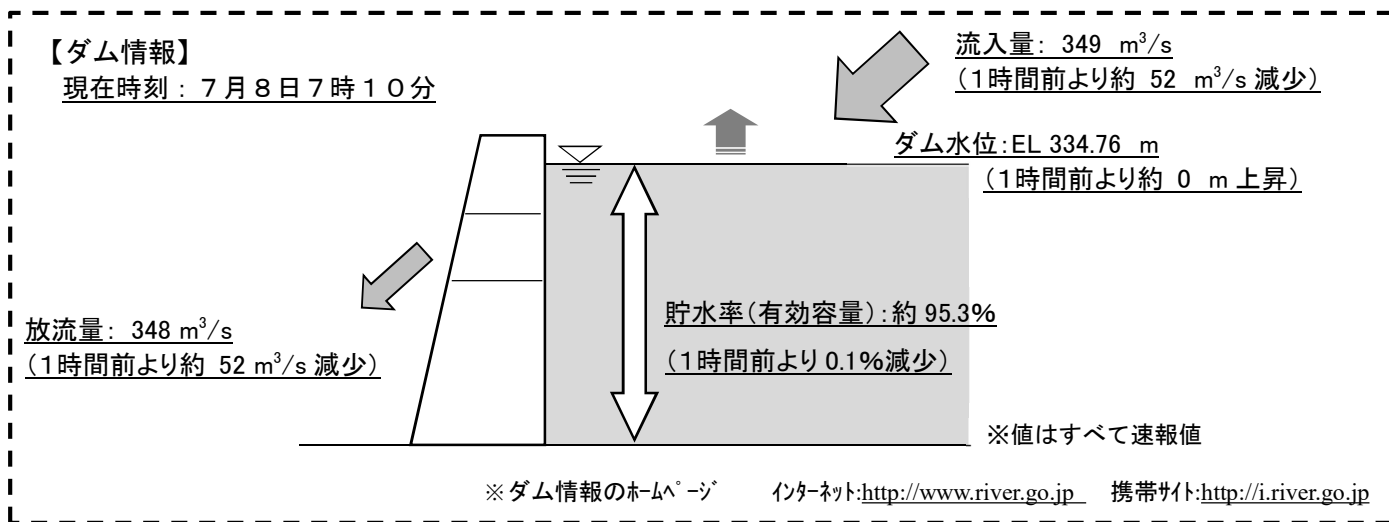 【ダム情報】
現在時刻：７月８日７時１０分
流入量： 349 m³/s
（１時間前より約 52 m³/s 減少）
ダム水位：EL 334.76 m
（１時間前より約 0 m 上昇）
貯水率（有効容量）：約 95.3%
（１時間前より 0.1%減少）
放流量： 348 m³/s
（１時間前より約 52 m³/s 減少）
※値はすべて速報値
※ダム情報のﾎｰﾑﾍﾟｰｼﾞ ｲﾝﾀｰﾈｯﾄ:http://www.river.go.jp 携帯ｻｲﾄ:http://i.river.go.jp